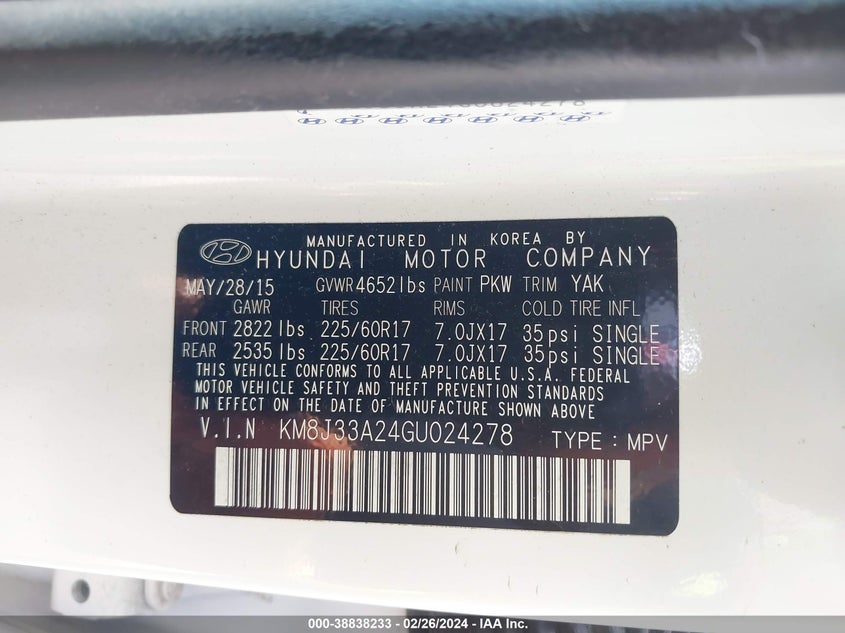 MANUFACTURED IN KOREA BY
HYUNDAI MOTOR COMPANY
MAY/28/15 GVWR 4652 lbs PAINT PKW TRIM YAK
GAWR TIRES RIMS COLD TIRE INFL
FRONT 2822 lbs 225/60R17 7.0JX17 35psi SINGLE
REAR 2535 lbs 225/60R17 7.0JX17 35psi SINGLE
THIS VEHICLE CONFORMS TO ALL APPLICABLE U.S.A. FEDERAL
MOTOR VEHICLE SAFETY AND THEFT PREVENTION STANDARDS
IN EFFECT ON THE DATE OF MANUFACTURE SHOWN ABOVE
V.I.N KM8J33A24GU024278 TYPE : MPV
000-38838233 - 02/26/2024 - IAA Inc.